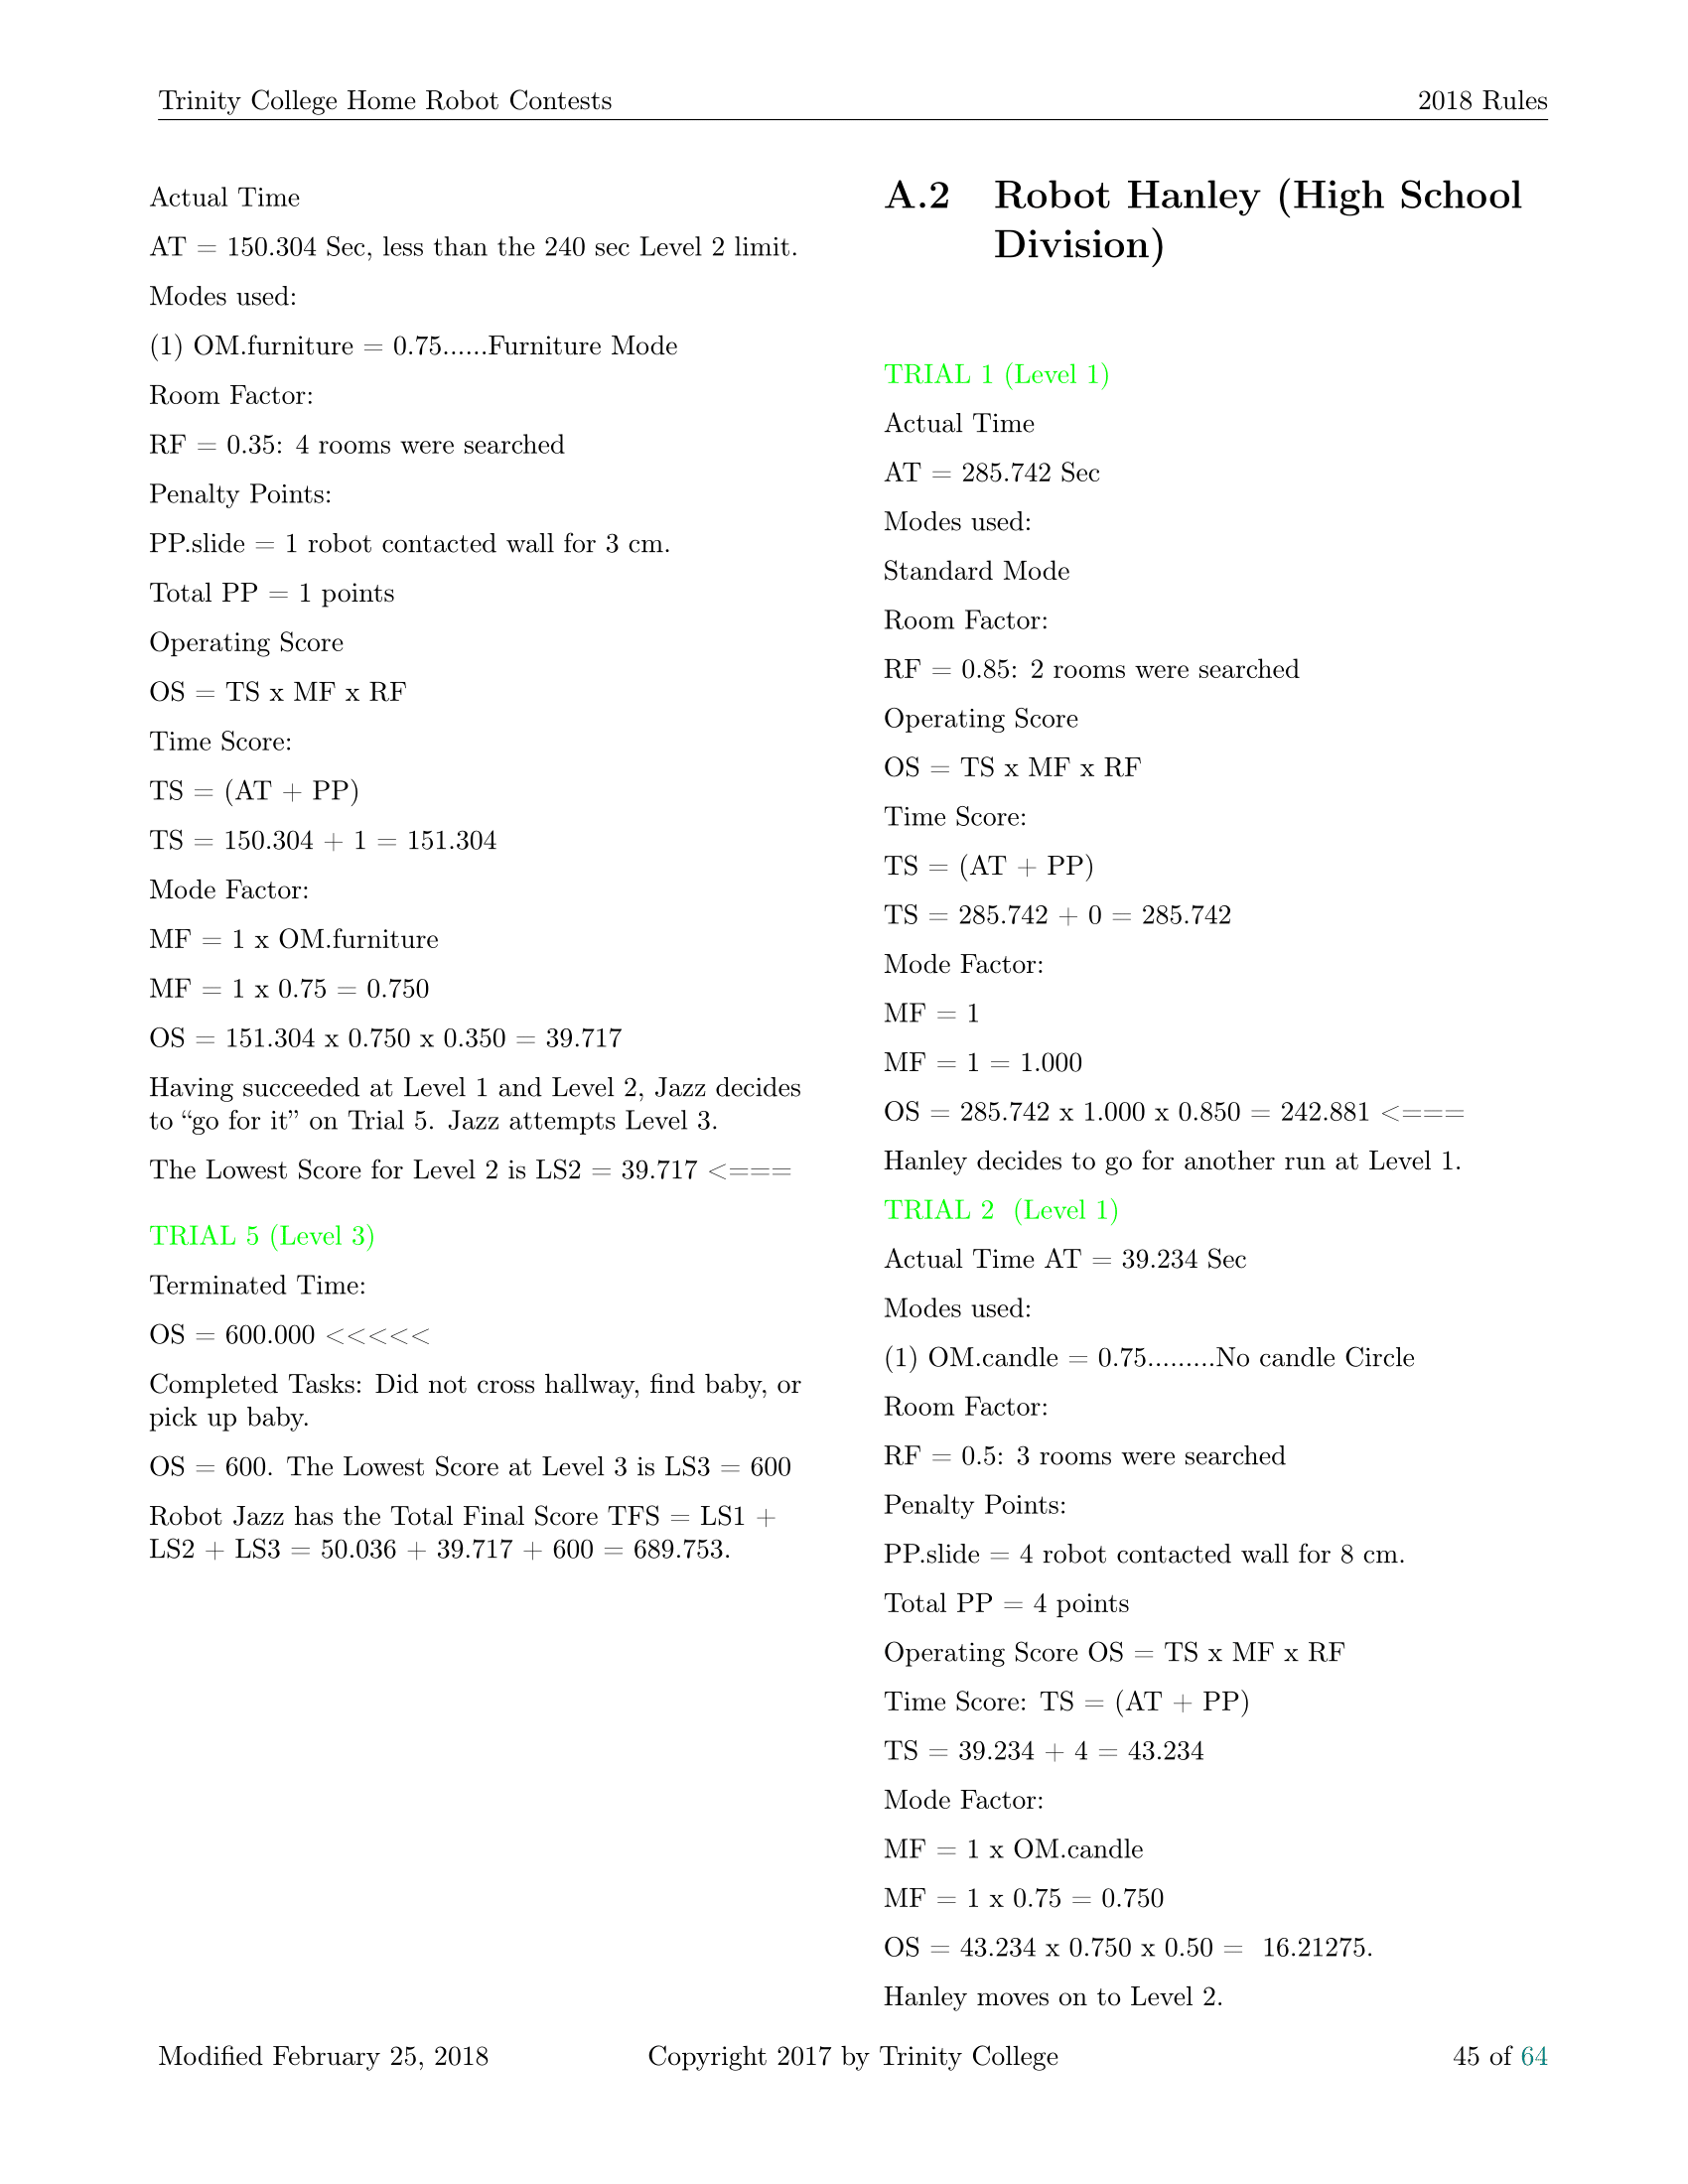 Trinity College Home Robot Contests
2018 Rules
Actual Time
AT = 150.304 Sec, less than the 240 sec Level 2 limit.
Modes used:
(1) OM.furniture = 0.75......Furniture Mode
Room Factor:
RF = 0.35: 4 rooms were searched
Penalty Points:
PP.slide = 1 robot contacted wall for 3 cm.
Total PP = 1 points
Operating Score
OS = TS x MF x RF
Time Score:
TS = (AT + PP)
TS = 150.304 + 1 = 151.304
Mode Factor:
MF = 1 x OM.furniture
MF = 1 x 0.75 = 0.750
OS = 151.304 x 0.750 x 0.350 = 39.717
Having succeeded at Level 1 and Level 2, Jazz decides
to “go for it” on Trial 5. Jazz attempts Level 3.
The Lowest Score for Level 2 is LS2 = 39.717 <===
TRIAL 5 (Level 3)
Terminated Time:
OS = 600.000 <<<<<
Completed Tasks: Did not cross hallway, find baby, or
pick up baby.
OS = 600. The Lowest Score at Level 3 is LS3 = 600
Robot Jazz has the Total Final Score TFS = LS1 +
LS2 + LS3 = 50.036 + 39.717 + 600 = 689.753.
A.2 Robot Hanley (High School
Division)
TRIAL 1 (Level 1)
Actual Time
AT = 285.742 Sec
Modes used:
Standard Mode
Room Factor:
RF = 0.85: 2 rooms were searched
Operating Score
OS = TS x MF x RF
Time Score:
TS = (AT + PP)
TS = 285.742 + 0 = 285.742
Mode Factor:
MF = 1
MF = 1 = 1.000
OS = 285.742 x 1.000 x 0.850 = 242.881 <===
Hanley decides to go for another run at Level 1.
TRIAL 2 (Level 1)
Actual Time AT = 39.234 Sec
Modes used:
(1) OM.candle = 0.75.........No candle Circle
Room Factor:
RF = 0.5: 3 rooms were searched
Penalty Points:
PP.slide = 4 robot contacted wall for 8 cm.
Total PP = 4 points
Operating Score OS = TS x MF x RF
Time Score: TS = (AT + PP)
TS = 39.234 + 4 = 43.234
Mode Factor:
MF = 1 x OM.candle
MF = 1 x 0.75 = 0.750
OS = 43.234 x 0.750 x 0.50 = 16.21275.
Hanley moves on to Level 2.
Modified February 25, 2018
Copyright 2017 by Trinity College
45 of 64